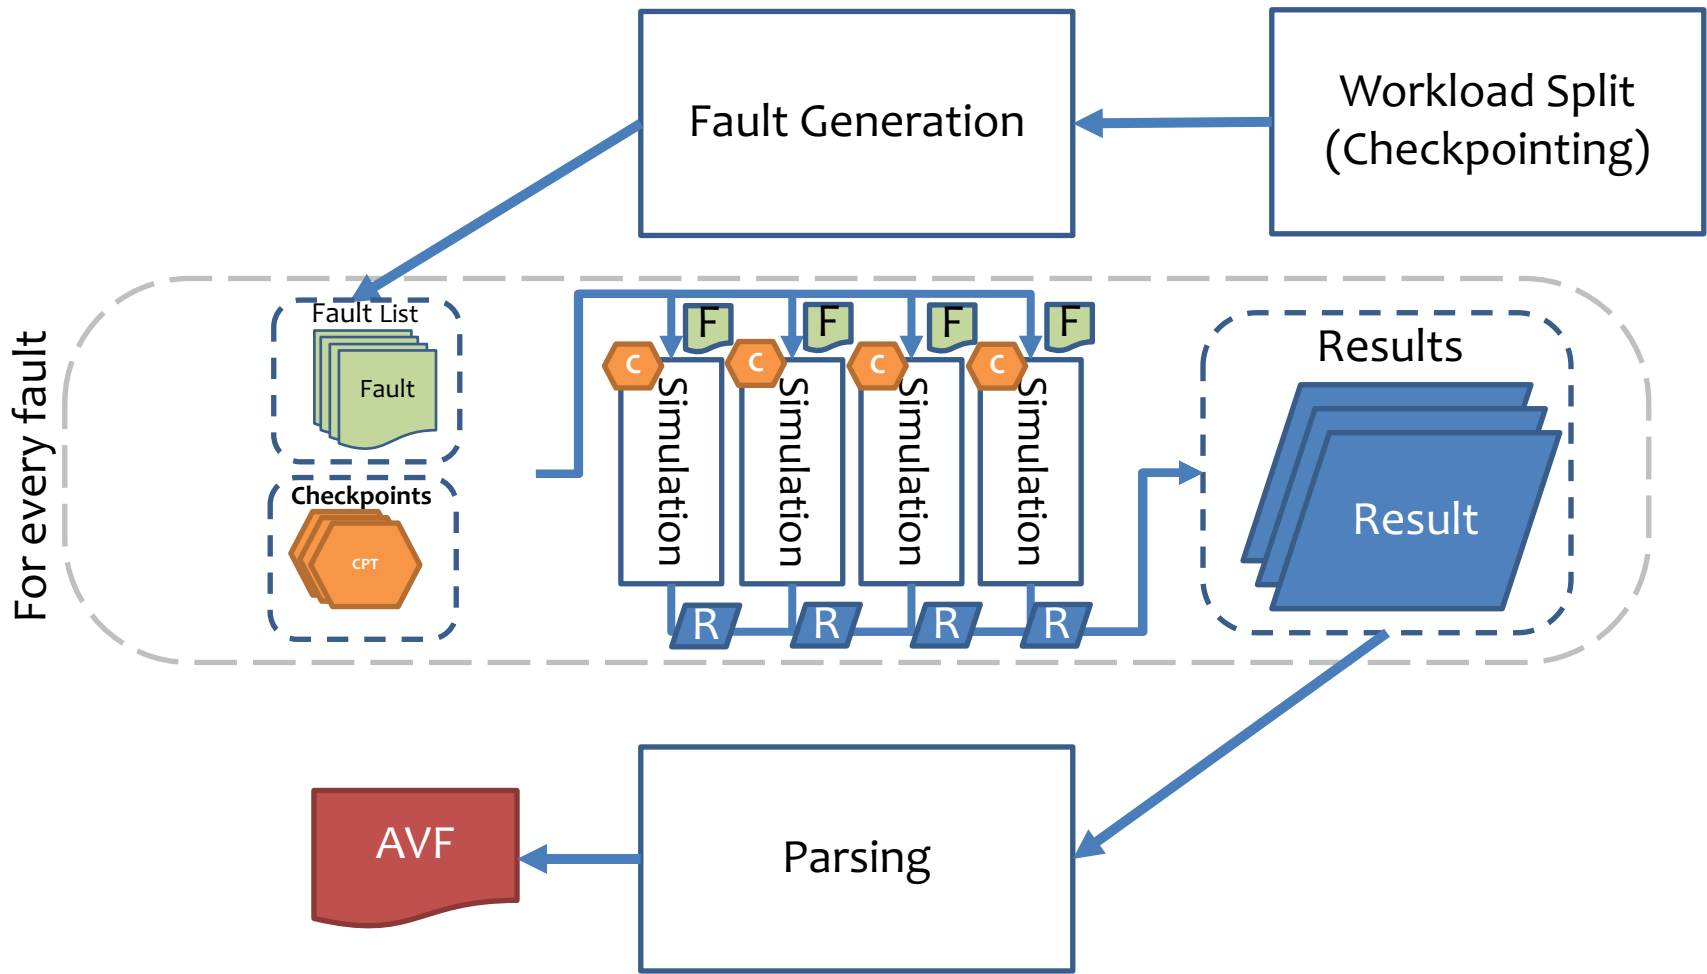 Workload Split
(Checkpointing)
Fault Generation
For every fault
Fault List
Fault
Checkpoints
CPT
F
F
F
F
C
C
C
C
Simulation
Simulation
Simulation
Simulation
R
R
R
R
Results
Result
Parsing
AVF